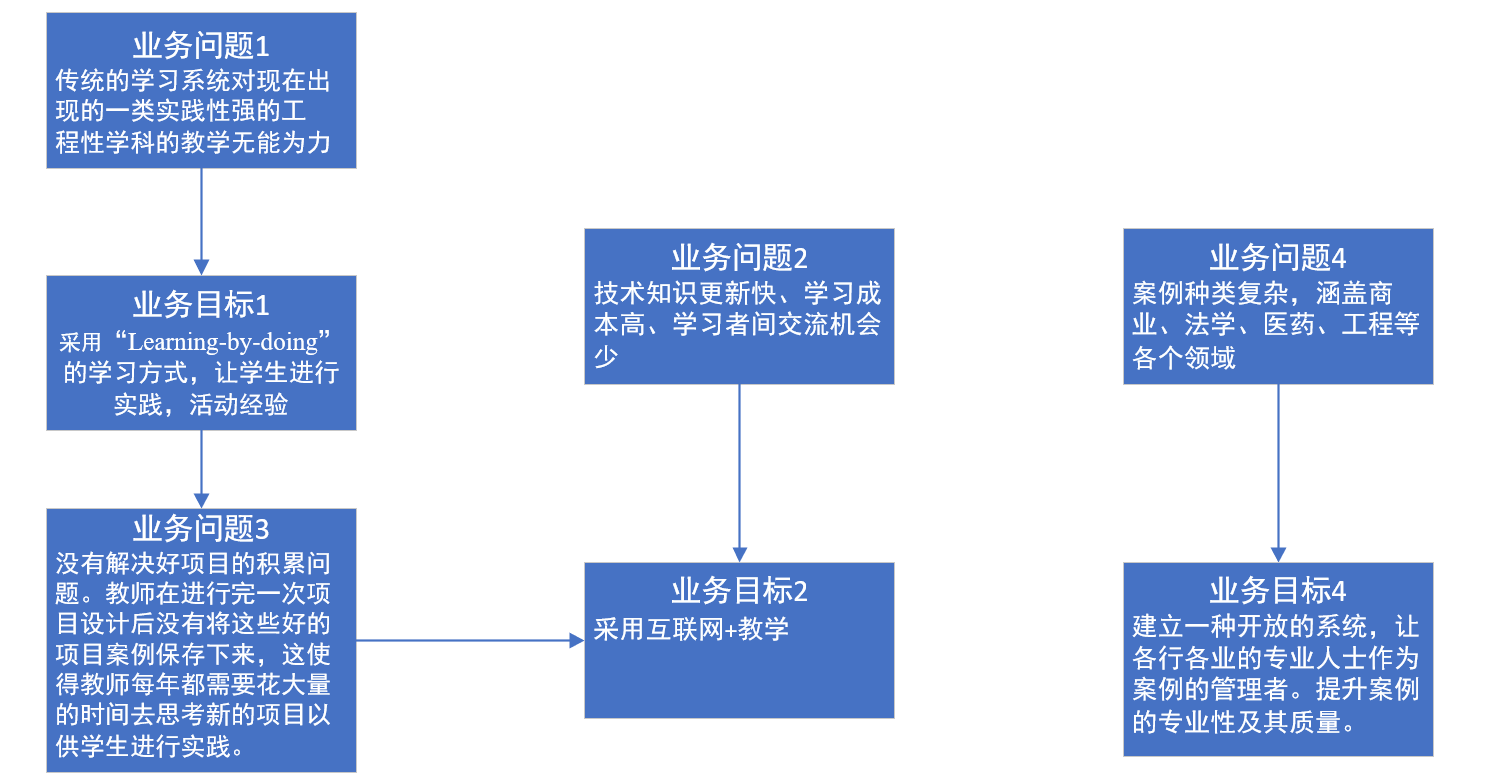 业务问题1
传统的学习系统对现在出
现的一类实践性强的工
程性学科的教学无能为力
业务目标1
采用“Learning-by-doing”
的学习方式，让学生进行
实践，活动经验
业务问题3
没有解决好项目的积累问
题。教师在进行完一次项
目设计后没有将这些好的
项目案例保存下来，这使
得教师每年都需要花大量
的时间去思考新的项目以
供学生进行实践。
业务问题2
技术知识更新快、学习成
本高、学习者间交流机会
少
业务目标2
采用互联网+教学
业务问题4
案例种类复杂，涵盖商
业、法学、医药、工程等
各个领域
业务目标4
建立一种开放的系统，让
各行各业的专业人士作为
案例的管理者。提升案例
的专业性及其质量。